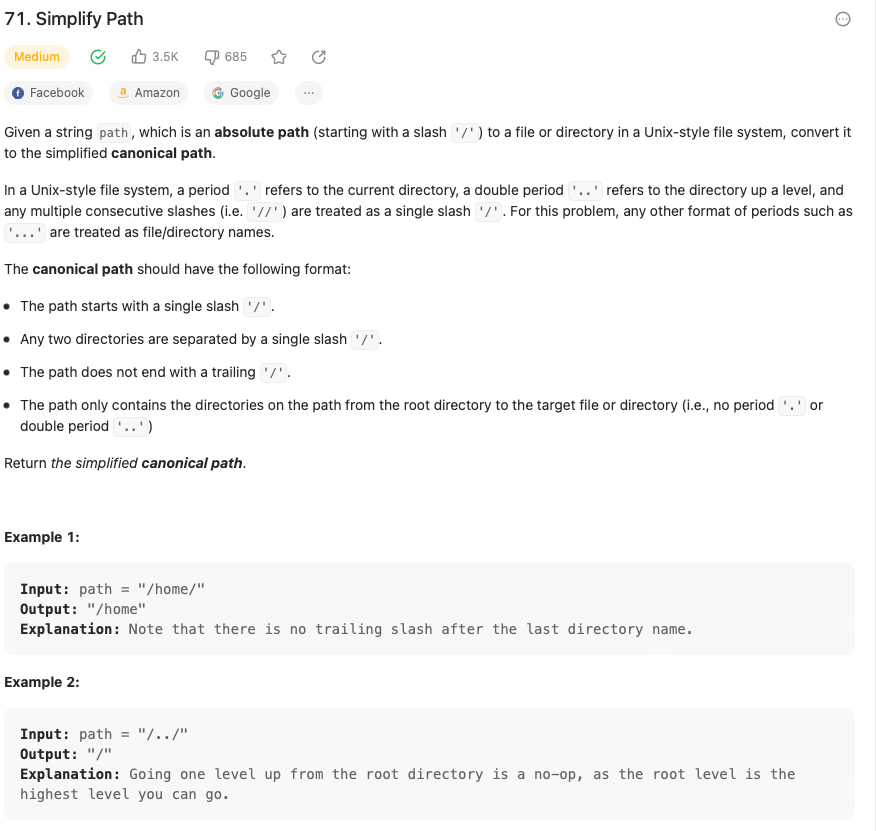 71. Simplify Path
Medium 3.5K 685
Facebook Amazon Google ...
Given a string path, which is an absolute path (starting with a slash '/') to a file or directory in a Unix-style file system, convert it
to the simplified canonical path.
In a Unix-style file system, a period '.' refers to the current directory, a double period '..' refers to the directory up a level, and
any multiple consecutive slashes (i.e. '//') are treated as a single slash '/'. For this problem, any other format of periods such as
'...' are treated as file/directory names.
The canonical path should have the following format:
• The path starts with a single slash '/'.
• Any two directories are separated by a single slash '/'.
• The path does not end with a trailing '/'.
• The path only contains the directories on the path from the root directory to the target file or directory (i.e., no period '.' or
double period '..')
Return the simplified canonical path.
Example 1:
Input: path = "/home/"
Output: "/home"
Explanation: Note that there is no trailing slash after the last directory name.
Example 2:
Input: path = "/../"
Output: "/"
Explanation: Going one level up from the root directory is a no-op, as the root level is the
highest level you can go.